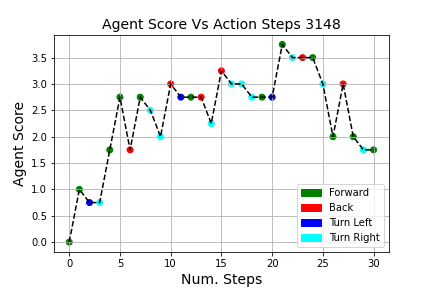 Agent Score Vs Action Steps 3148
Agent Score
3.5
3.0
2.5
2.0
1.5
1.0
0.5
0.0
Forward
Back
Turn Left
Turn Right
0 5 10 15 20 25 30
Num. Steps